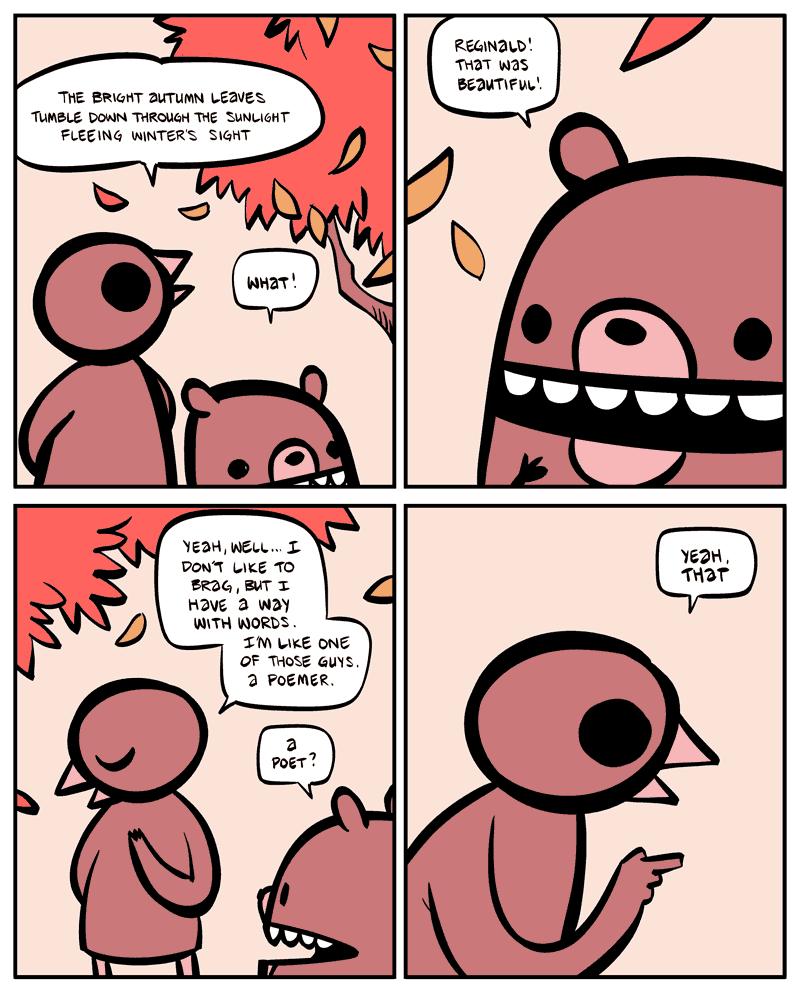 THE BRIGHT AUTUMN LEAVES
TUMBLE DOWN THROUGH THE SUNLIGHT
FLEEING WINTER'S SIGHT
WHAT!
REGINALD!
THAT WAS
BEAUTIFUL!
YEAH, WELL... I
DON'T LIKE TO
BRAG, BUT I
HAVE A WAY
WITH WORDS.
I'M LIKE ONE
OF THOSE GUYS.
A POEMER.
A
POET?
YEAH,
THAT